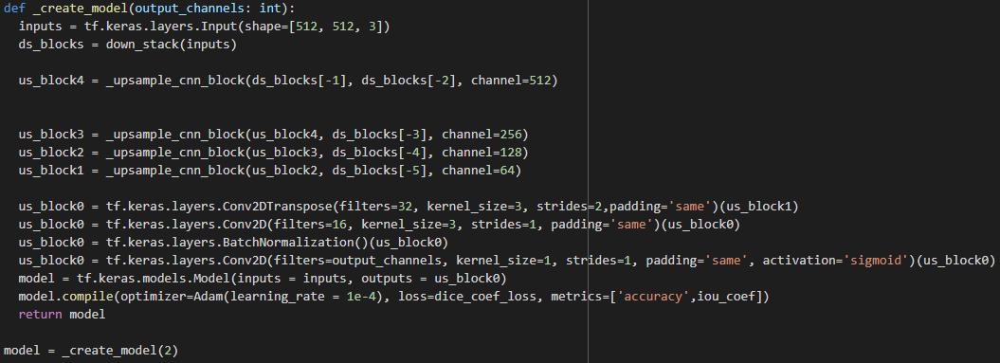 def _create_model(output_channels: int):
  inputs = tf.keras.layers.Input(shape=[512, 512, 3])
  ds_blocks = down_stack(inputs)
  us_block4 = _upsample_cnn_block(ds_blocks[-1], ds_blocks[-2], channel=512)
  us_block3 = _upsample_cnn_block(us_block4, ds_blocks[-3], channel=256)
  us_block2 = _upsample_cnn_block(us_block3, ds_blocks[-4], channel=128)
  us_block1 = _upsample_cnn_block(us_block2, ds_blocks[-5], channel=64)
  us_block0 = tf.keras.layers.Conv2DTranspose(filters=32, kernel_size=3, strides=2,padding='same')(us_block1)
  us_block0 = tf.keras.layers.Conv2D(filters=16, kernel_size=3, strides=1, padding='same')(us_block0)
  us_block0 = tf.keras.layers.BatchNormalization()(us_block0)
  us_block0 = tf.keras.layers.Conv2D(filters=output_channels, kernel_size=1, strides=1, padding='same', activation='sigmoid')(us_block0)
  model = tf.keras.models.Model(inputs = inputs, outputs = us_block0)
  model.compile(optimizer=Adam(learning_rate = 1e-4), loss=dice_coef_loss, metrics=['accuracy',iou_coef])
  return model
model = _create_model(2)